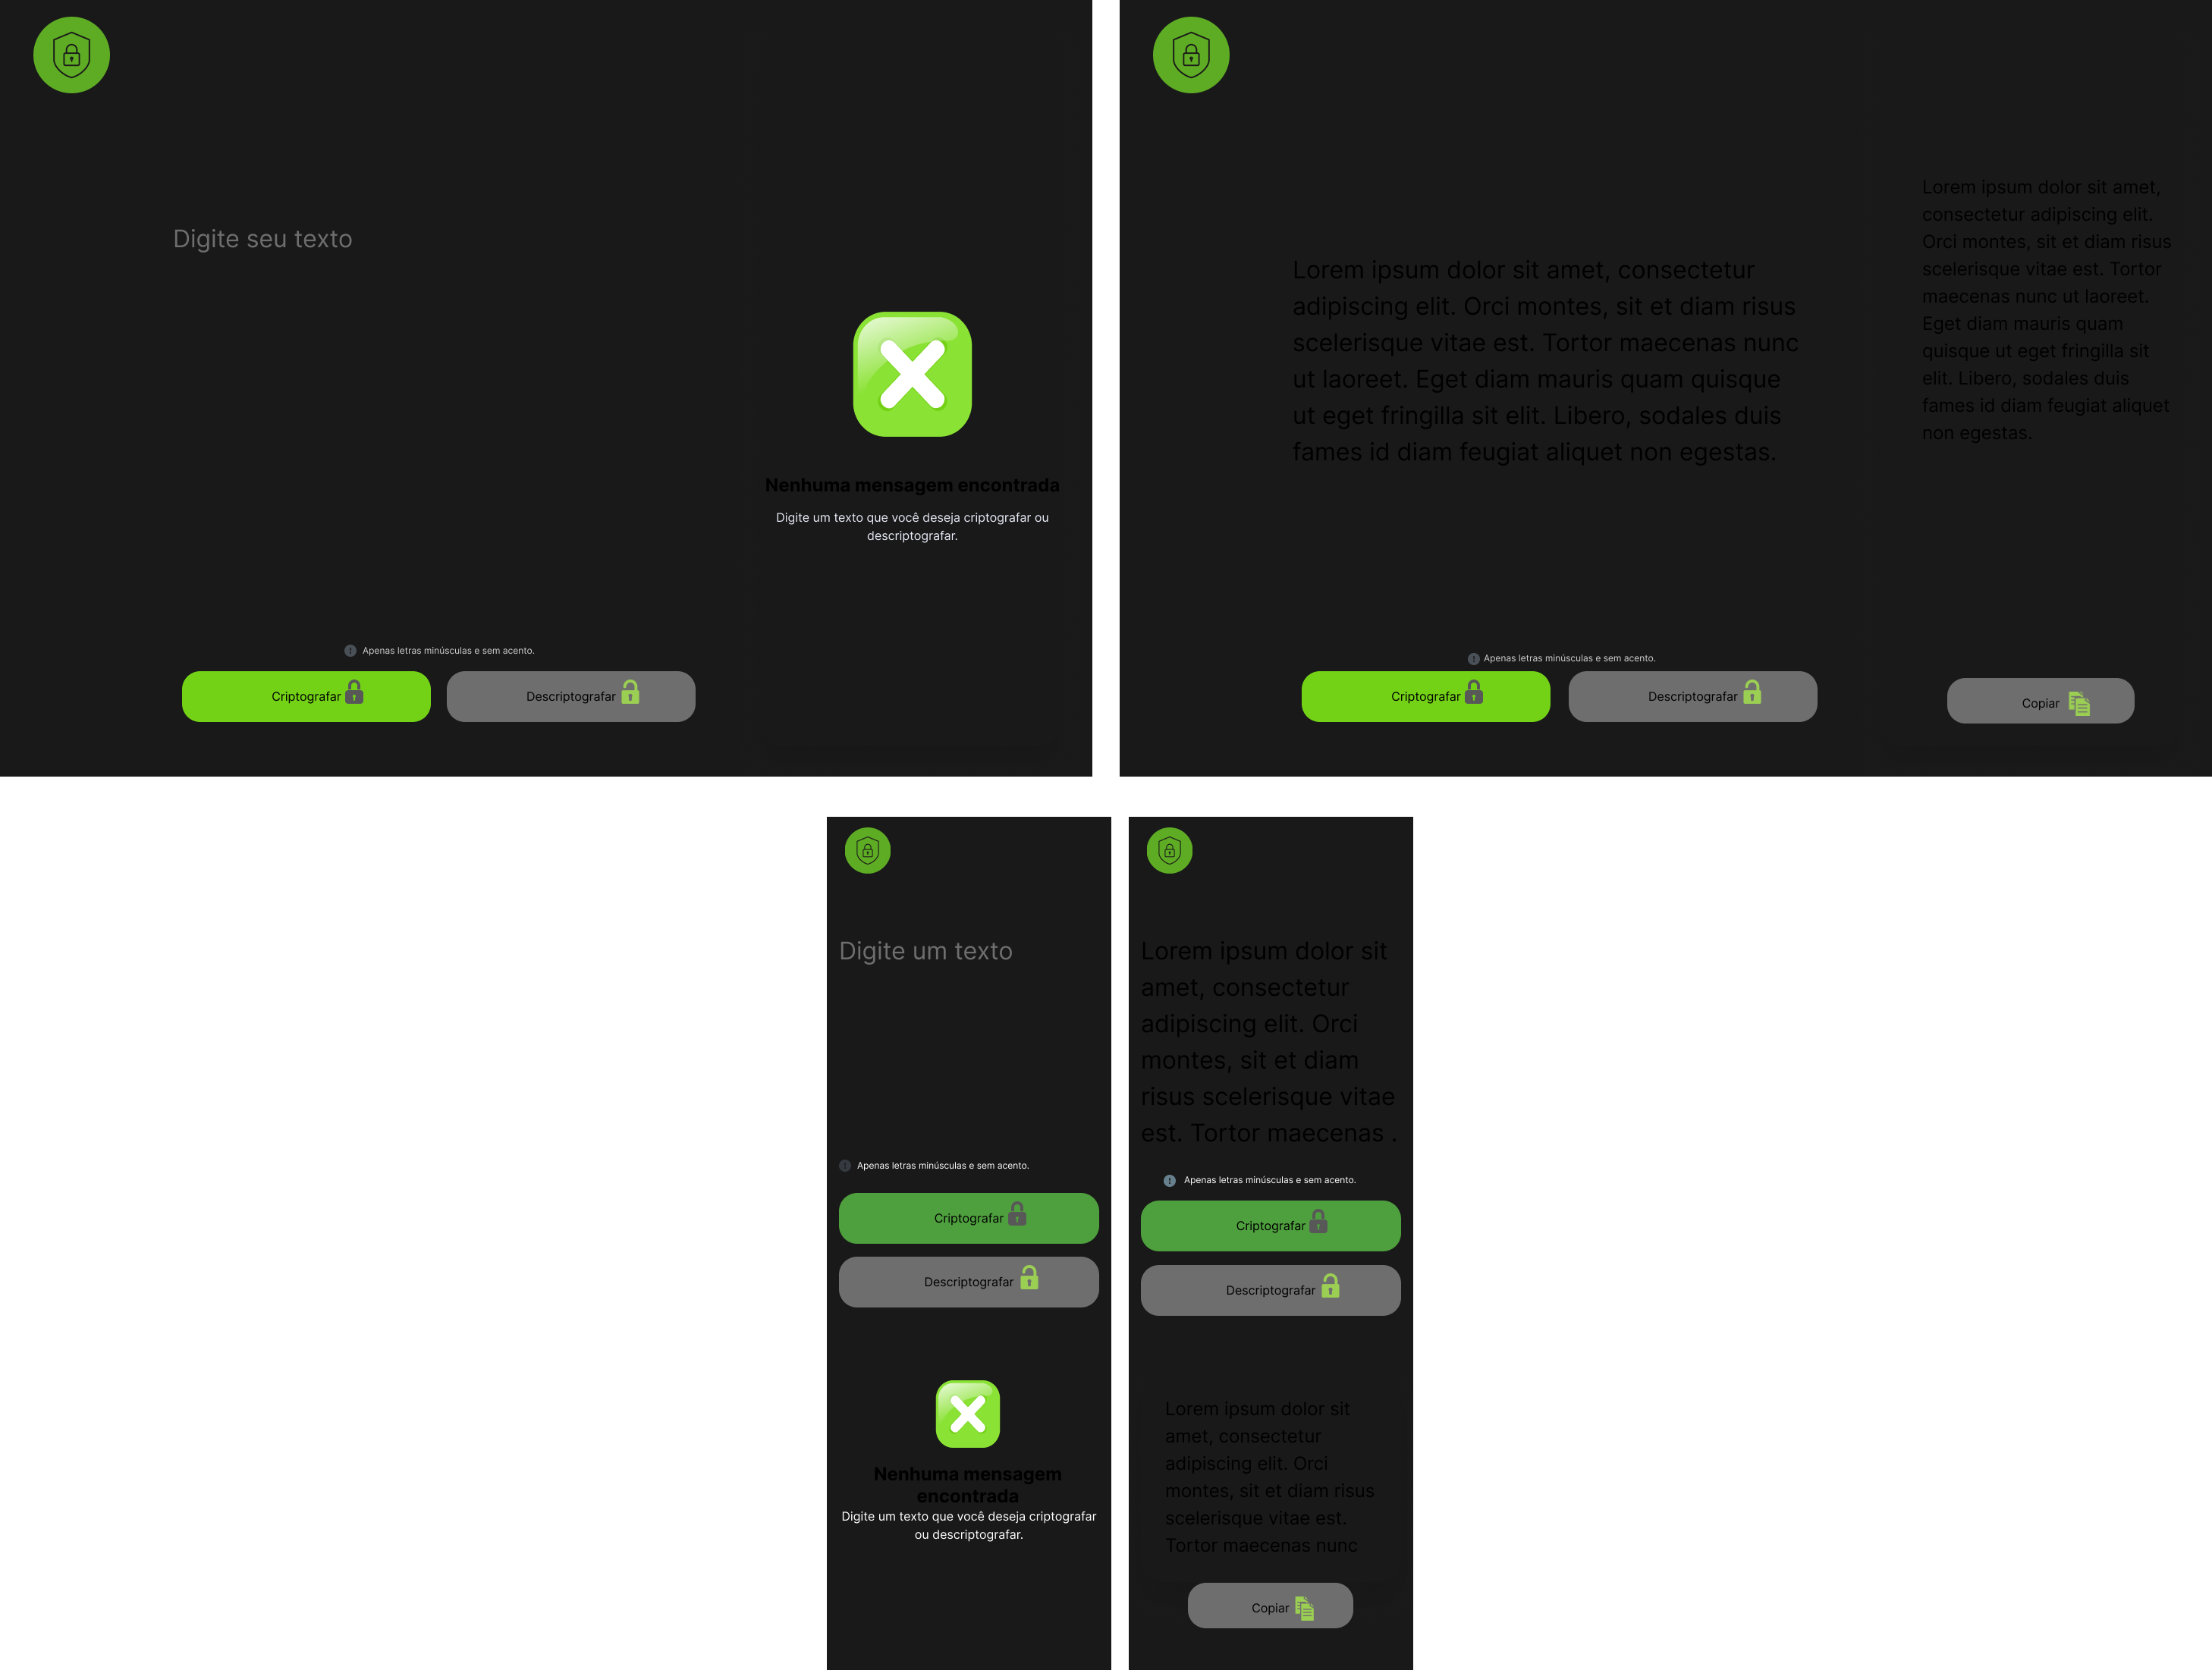 Digite seu texto
Nenhuma mensagem encontrada
Digite um texto que você deseja criptografar ou
descriptografar.
Apenas letras minúsculas e sem acento.
Criptografar
Descriptografar
Lorem ipsum dolor sit amet, consectetur
adipiscing elit. Orci montes, sit et diam risus
scelerisque vitae est. Tortor maecenas nunc
ut laoreet. Eget diam mauris quam quisque
ut eget fringilla sit elit. Libero, sodales duis
fames id diam feugiat aliquet non egestas.
Apenas letras minúsculas e sem acento.
Criptografar
Descriptografar
Lorem ipsum dolor sit amet,
consectetur adipiscing elit.
Orci montes, sit et diam risus
scelerisque vitae est. Tortor
maecenas nunc ut laoreet.
Eget diam mauris quam
quisque ut eget fringilla sit
elit. Libero, sodales duis
fames id diam feugiat aliquet
non egestas.
Copiar
Digite um texto
Apenas letras minúsculas e sem acento.
Criptografar
Descriptografar
Nenhuma mensagem
encontrada
Digite um texto que você deseja criptografar
ou descriptografar.
Lorem ipsum dolor sit
amet, consectetur
adipiscing elit. Orci
montes, sit et diam
risus scelerisque vitae
est. Tortor maecenas .
Apenas letras minúsculas e sem acento.
Criptografar
Descriptografar
Lorem ipsum dolor sit
amet, consectetur
adipiscing elit. Orci
montes, sit et diam risus
scelerisque vitae est.
Tortor maecenas nunc
Copiar